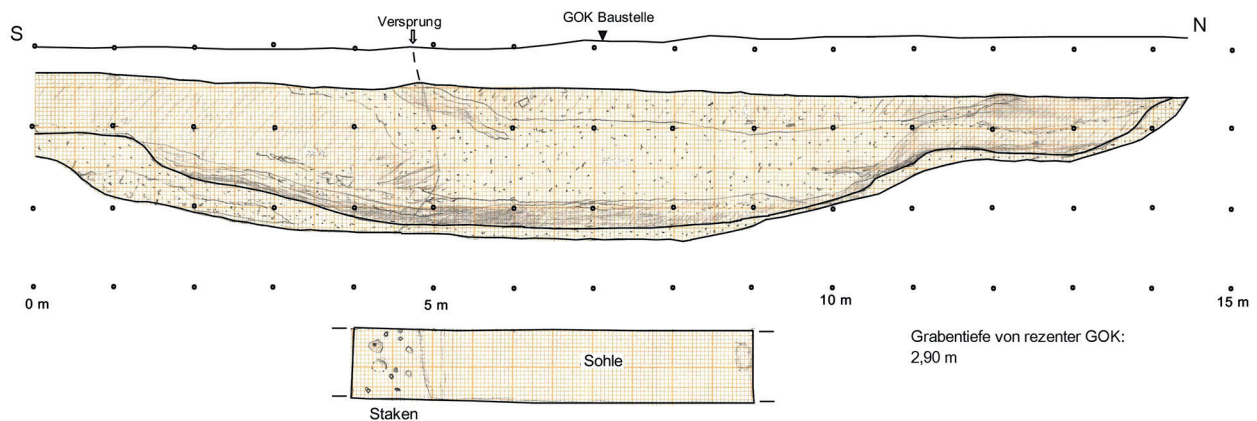 S
Versprung
GOK Baustelle
N
0 m
5 m
10 m
15 m
Sohle
Staken
Grabentiefe von rezenter GOK:
2,90 m